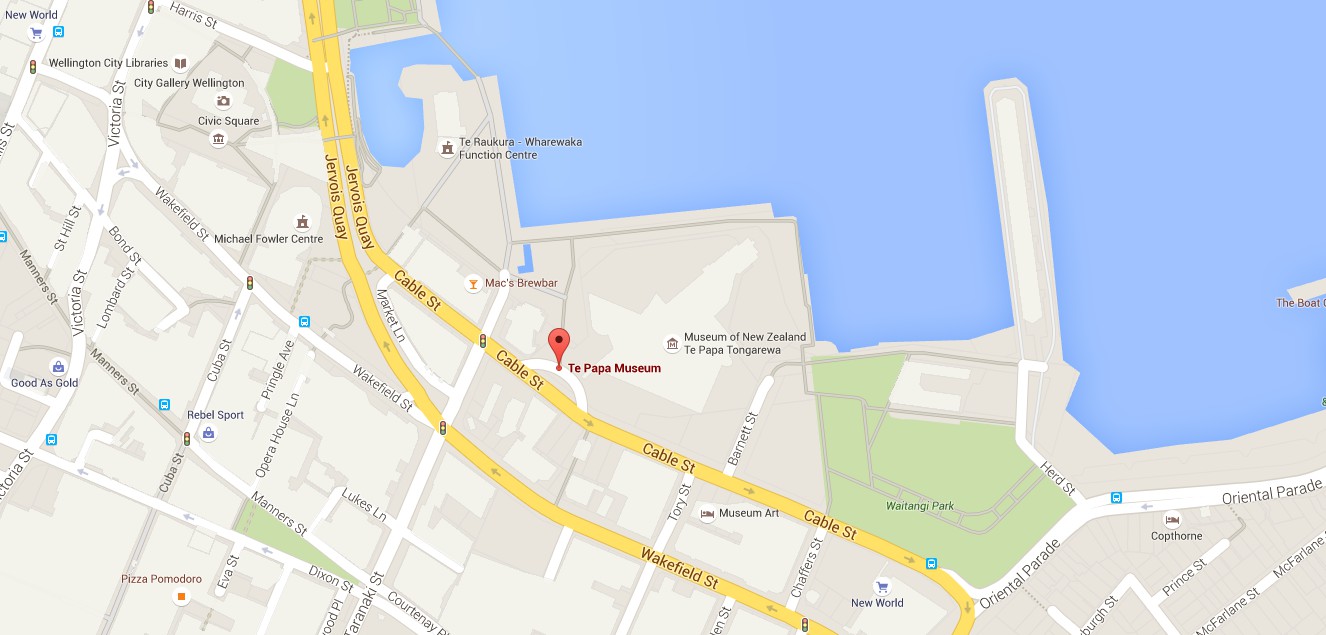 New World
Harris St
Wellington City Libraries
City Gallery Wellington
Victoria St
Civic Square
Te Raukura - Wharewaka
Function Centre
Jervois Quay
Jervois Quay
Wakefield St
St Hill St
Bond St
Michael Fowler Centre
Manners St
Victoria St
Lombard St
Cable St
Mac's Brewbar
Market Ln
The Boat
Museum of New Zealand
Te Papa Tongarewa
Cuba St
Pringle Ave
Cable St
Te Papa Museum
Manners St
Wakefield St
Good As Gold
Rebel Sport
Opera House Ln
Barnett St
Cable St
Cuba St
Herd St
Manners St
Lukes Ln
Tory St
Oriental Parade
Waitangi Park
Museum Art
Cable St
Copthorne
Chaffers St
Wakefield St
Oriental Parade
Pizza Pomodoro
Eva St
Dixon St
Taranaki St
Courtenay Pl
New World
Prince St
McFarlane St
McFarlane St